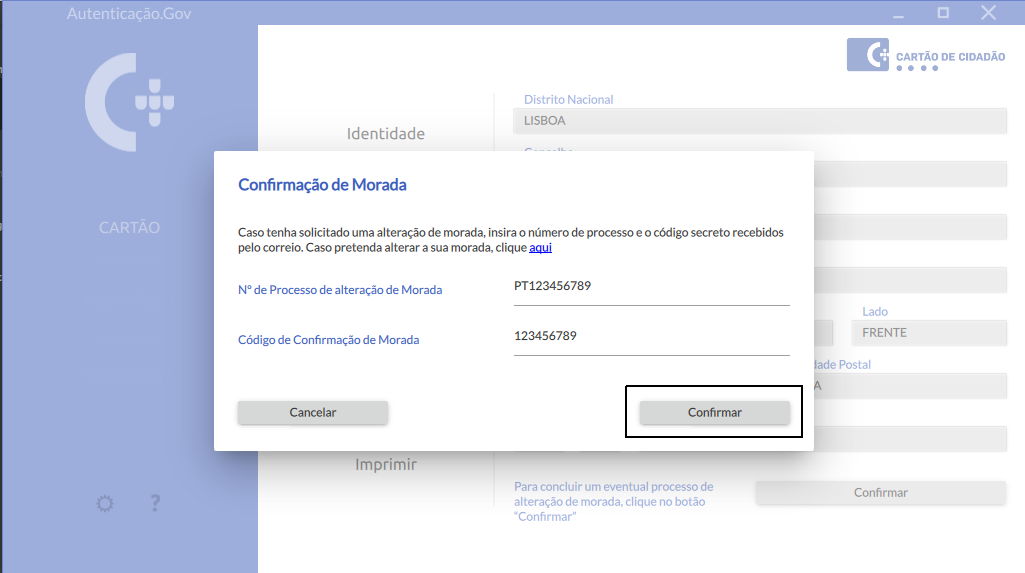 Autenticação.Gov
CARTÃO DE CIDADÃO
CARTÃO
Identidade
Imprimir
Distrito Nacional
LISBOA
Confirmação de Morada
Caso tenha solicitado uma alteração de morada, insira o número de processo e o código secreto recebidos
pelo correio. Caso pretenda alterar a sua morada, clique aqui
Nº de Processo de alteração de Morada
PT123456789
Código de Confirmação de Morada
123456789
Cancelar
Confirmar
Lado
FRENTE
Postal
Para concluir um eventual processo de
alteração de morada, clique no botão
“Confirmar”
Confirmar
?